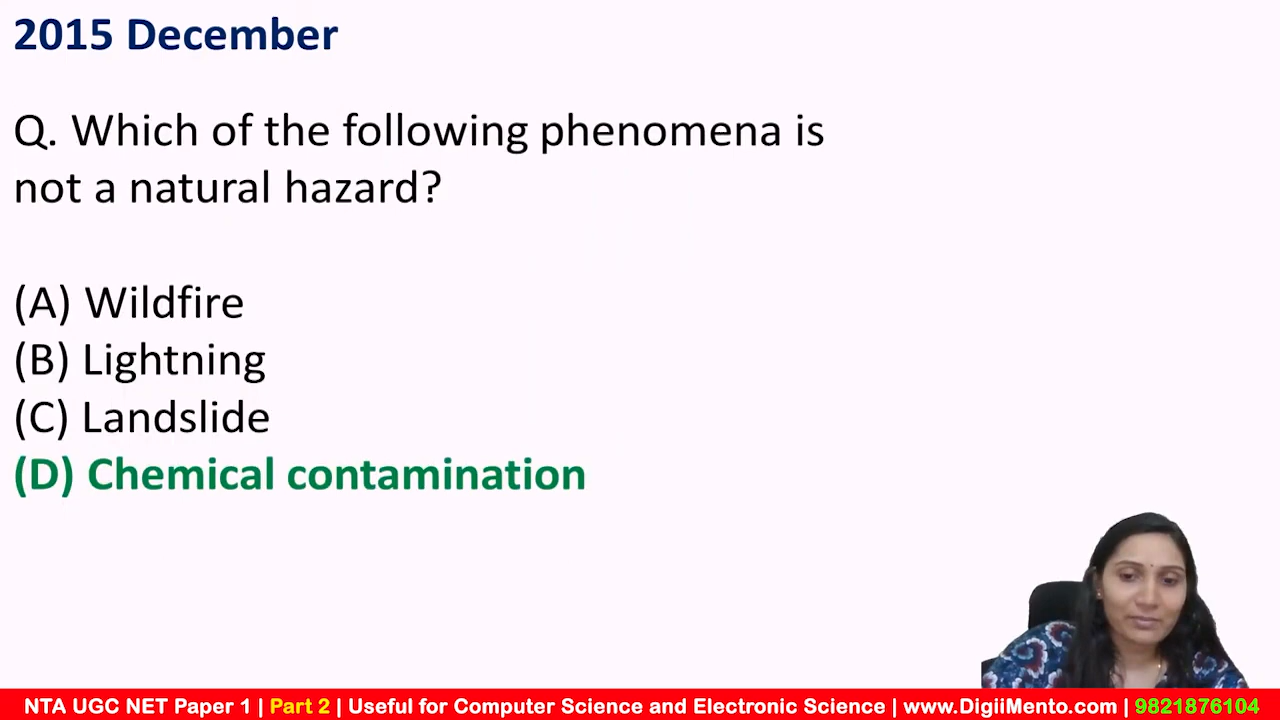 2015 December
Q. Which of the following phenomena is
not a natural hazard?
(A) Wildfire
(B) Lightning
(C) Landslide
(D) Chemical contamination
NTA UGC NET Paper 1 | Part 2 | Useful for Computer Science and Electronic Science | www.DigiiMento.com | 9821876104